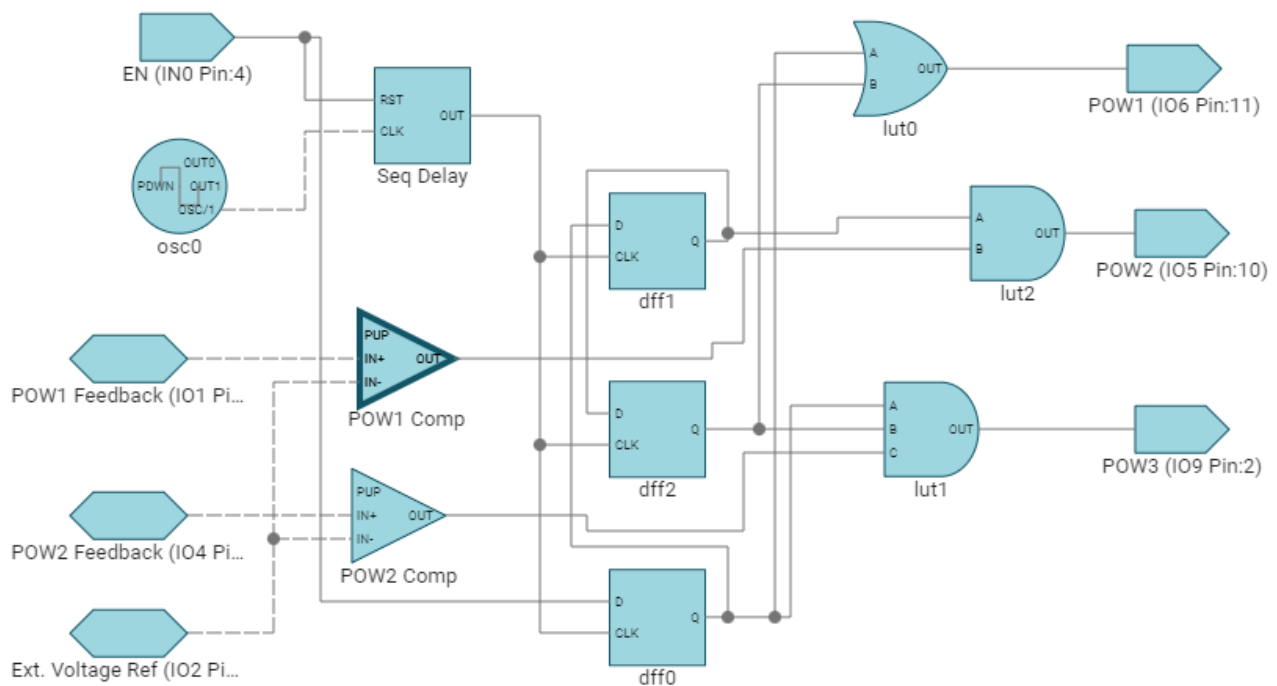 EN (IN0 Pin:4)
RST
CLK
OUT
Seq Delay
OUT0
PDWN
OUT1
OSC/1
osc0
A
B
OUT
lut0
POW1 (IO6 Pin:11)
D
Q
CLK
dff1
A
B
OUT
lut2
POW2 (IO5 Pin:10)
POW1 Feedback (IO1 Pi...
PUP
IN+
OUT
IN-
POW1 Comp
D
Q
CLK
dff2
A
B
OUT
C
lut1
POW3 (IO9 Pin:2)
POW2 Feedback (IO4 Pi...
PUP
IN+
OUT
IN-
POW2 Comp
Ext. Voltage Ref (IO2 Pi...
D
Q
CLK
dff0